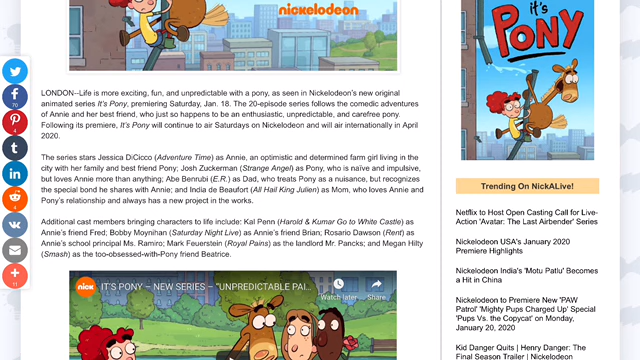 nickelodeon
it's
PONY
LONDON--Life is more exciting, fun, and unpredictable with a pony, as seen in Nickelodeon's new original
animated series It's Pony, premiering Saturday, Jan. 18. The 20-episode series follows the comedic adventures
of Annie and her best friend, who just so happens to be an enthusiastic, unpredictable, and carefree pony.
Following its premiere, It's Pony will continue to air Saturdays on Nickelodeon and will air internationally in April
2020.
The series stars Jessica DiCicco (Adventure Time) as Annie, an optimistic and determined farm girl living in the
city with her family and best friend Pony; Josh Zuckerman (Strange Angel) as Pony, who is naïve and impulsive,
but loves Annie more than anything; Abe Benrubi (E.R.) as Dad, who treats Pony as a nuisance, but recognizes
the special bond he shares with Annie; and India de Beaufort (All Hail King Julien) as Mom, who loves Annie and
Pony's relationship and always has a new project in the works.
Additional cast members bringing characters to life include: Kal Penn (Harold & Kumar Go to White Castle) as
Annie's friend Fred; Bobby Moynihan (Saturday Night Live) as Annie's friend Brian; Rosario Dawson (Rent) as
Annie's school principal Ms. Ramiro; Mark Feuerstein (Royal Pains) as the landlord Mr. Pancks; and Megan Hilty
(Smash) as the too-obsessed-with-Pony friend Beatrice.
nick
IT'S PONY – NEW SERIES – "UNPREDICTABLE PAI...
Watch later
Share
70
4
4
11
Trending On NickALive!
Netflix to Host Open Casting Call for Live-
Action 'Avatar: The Last Airbender' Series
Nickelodeon USA's January 2020
Premiere Highlights
Nickelodeon India's 'Motu Patlu' Becomes
a Hit in China
Nickelodeon to Premiere New 'PAW
Patrol' 'Mighty Pups Charged Up' Special
'Pups Vs. the Copycat' on Monday,
January 20, 2020
Kid Danger Quits | Henry Danger: The
Final Season Trailer | Nickelodeon